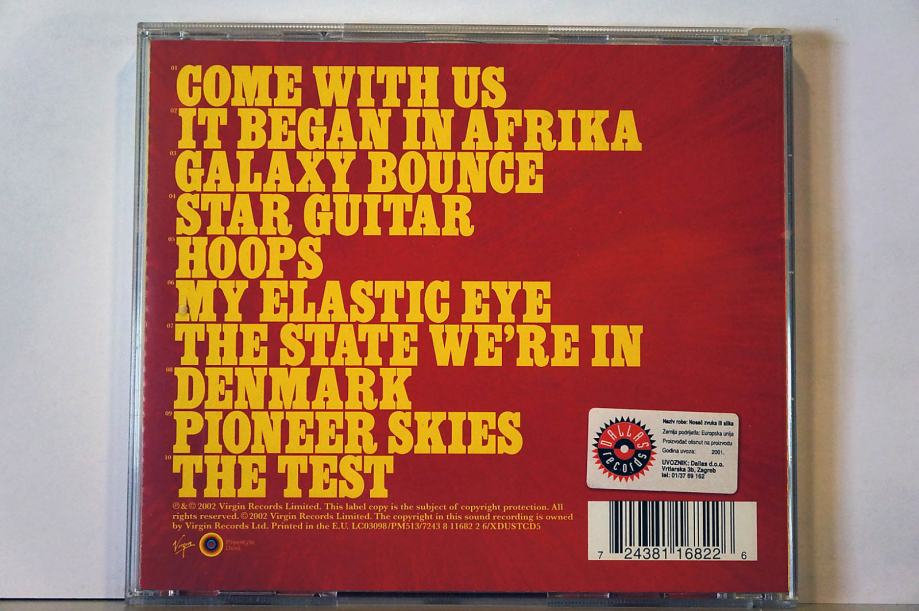 01 COME WITH US
02 IT BEGAN IN AFRIKA
03 GALAXY BOUNCE
04 STAR GUITAR
05 HOOPS
06 MY ELASTIC EYE
07 THE STATE WE'RE IN
08 DENMARK
09 PIONEER SKIES
10 THE TEST
℗ & © 2002 Virgin Records Limited. This label copy is the subject of copyright protection. All
rights reserved. © 2002 Virgin Records Limited. The copyright in this sound recording is owned
by Virgin Records Ltd. Printed in the E.U. LC03098/PM513/7243 8 11682 2 6/XDUSTCD5
Virgin
Freestyle
Dust
DALLAS
records
Naziv robe: Nosač zvuka ili slike
Zemlja podrijetla: Europska unija
Proizvođač otisnut na proizvodu
Godina uvoza: 2001.
UVOZNIK: Dallas d.o.o.
Vrtlarska 3b, Zagreb
tel: 01/37 69 162
7 24381 16822 6